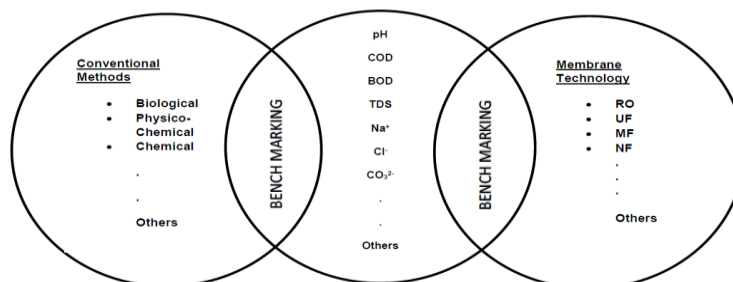 Conventional
Methods
• Biological
• Physico-
Chemical
• Chemical
.
.
Others
BENCH MARKING
pH
COD
BOD
TDS
Na⁺
Cl⁻
CO₃²⁻
.
.
Others
BENCH MARKING
Membrane
Technology
• RO
• UF
• MF
• NF
.
.
.
Others